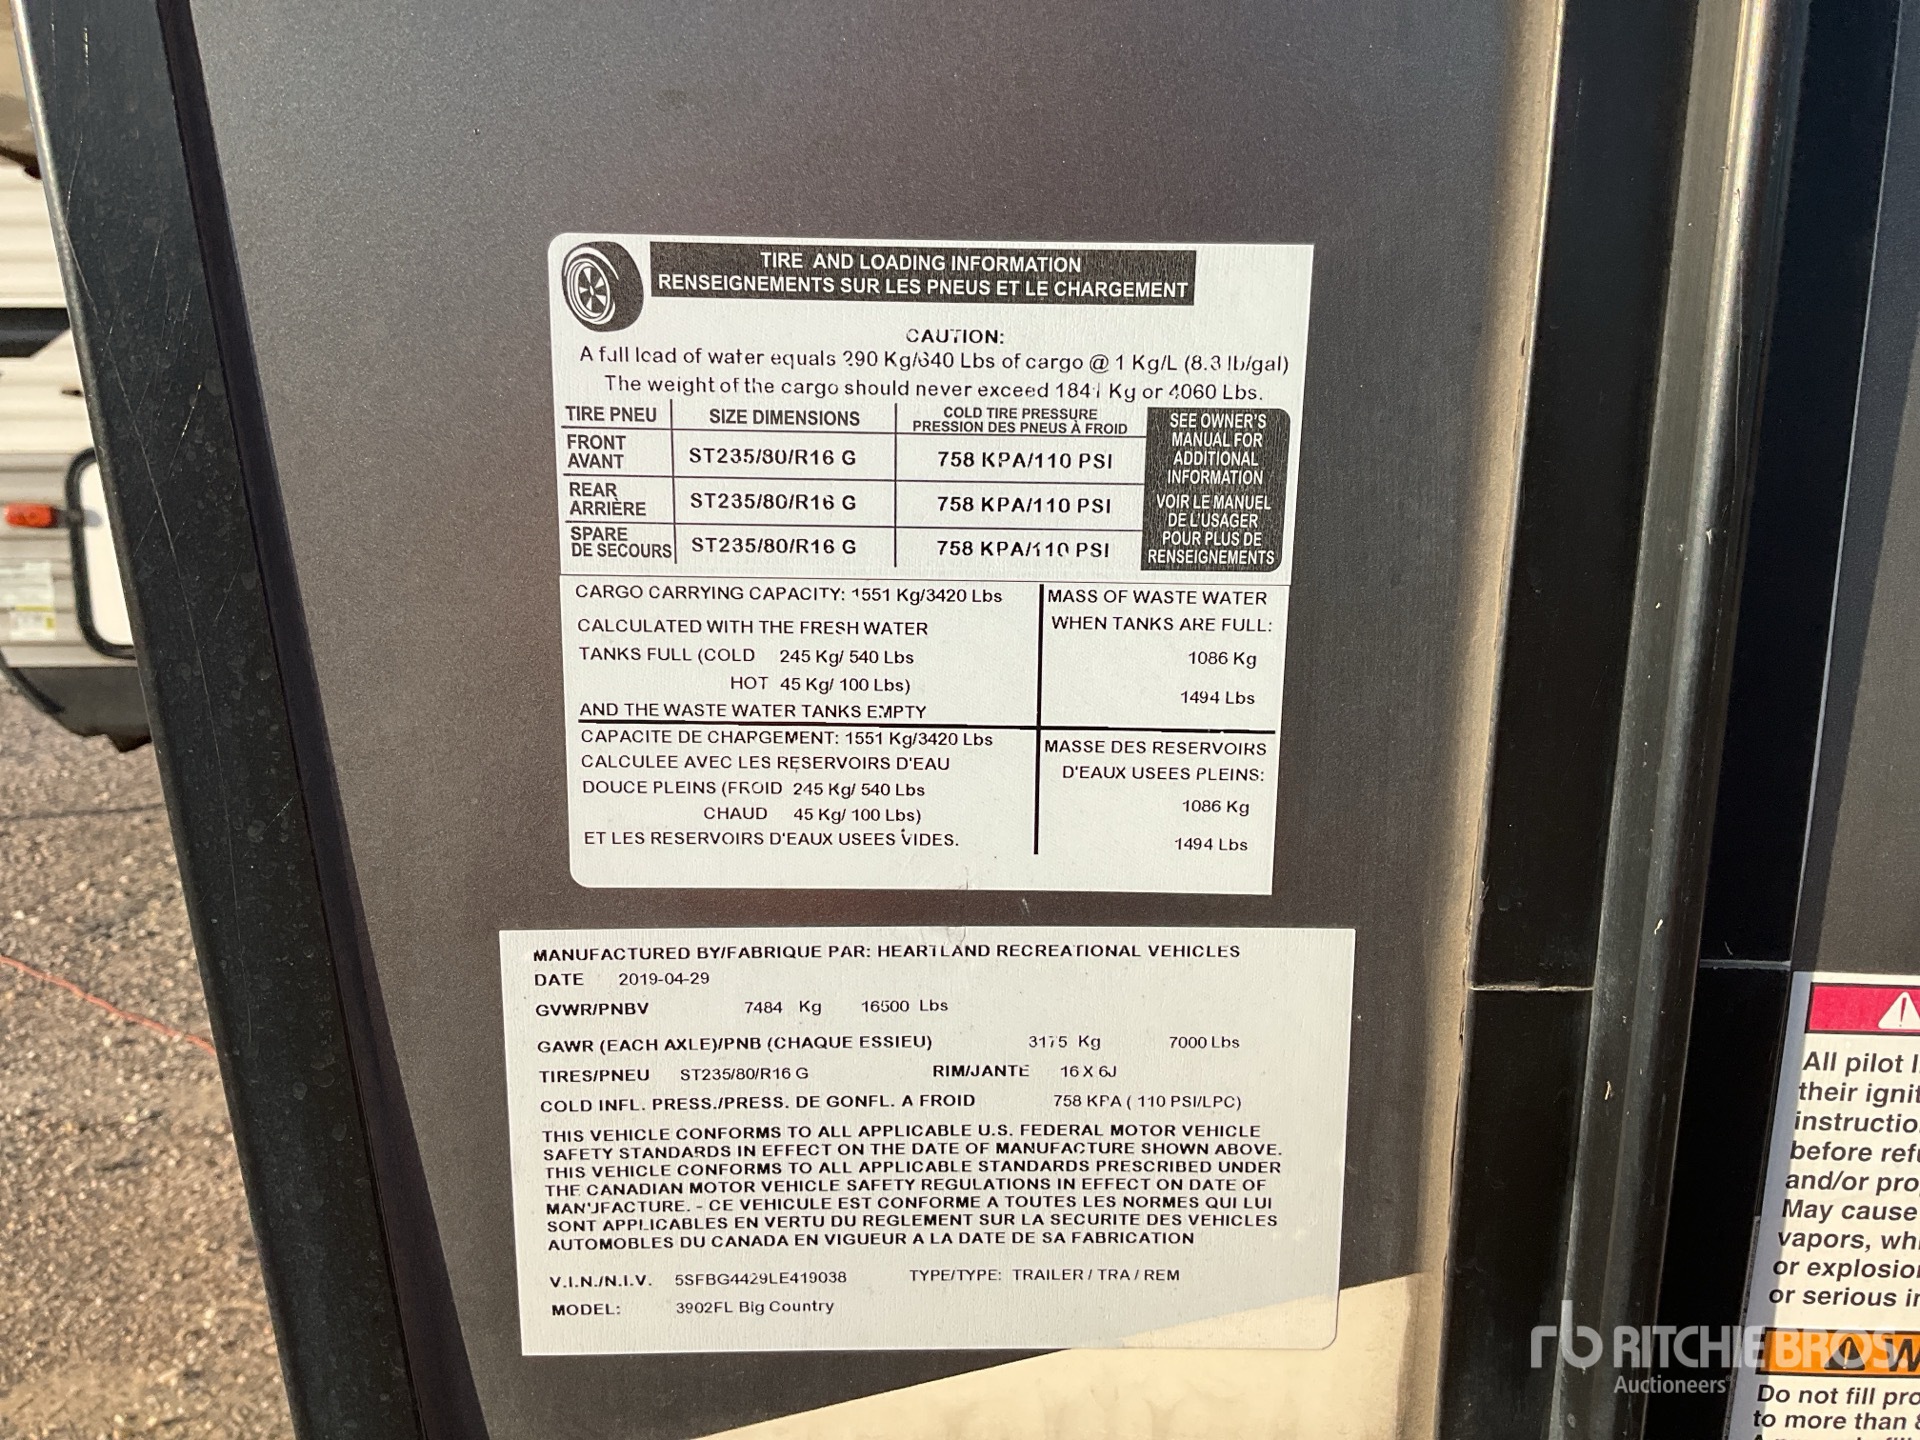 TIRE AND LOADING INFORMATION
RENSEIGNEMENTS SUR LES PNEUS ET LE CHARGEMENT
CAUTION:
A full load of water equals 290 Kg/640 Lbs of cargo @ 1 Kg/L (8.3 lb/gal)
The weight of the cargo should never exceed 1841 Kg or 4060 Lbs.
TIRE PNEU SIZE DIMENSIONS COLD TIRE PRESSURE
PRESSION DES PNEUS À FROID
FRONT
AVANT
ST235/80/R16 G 758 KPA/110 PSI
REAR
ARRIÈRE
ST235/80/R16 G 758 KPA/110 PSI
SPARE
DE SECOURS
ST235/80/R16 G 758 KPA/110 PSI
SEE OWNER'S
MANUAL FOR
ADDITIONAL
INFORMATION
VOIR LE MANUEL
DE L'USAGER
POUR PLUS DE
RENSEIGNEMENTS
CARGO CARRYING CAPACITY: 1551 Kg/3420 Lbs
CALCULATED WITH THE FRESH WATER
TANKS FULL (COLD 245 Kg/ 540 Lbs
HOT 45 Kg/ 100 Lbs)
AND THE WASTE WATER TANKS EMPTY
MASS OF WASTE WATER
WHEN TANKS ARE FULL:
1086 Kg
1494 Lbs
CAPACITE DE CHARGEMENT: 1551 Kg/3420 Lbs
CALCULEE AVEC LES RESERVOIRS D'EAU
DOUCE PLEINS (FROID 245 Kg/ 540 Lbs
CHAUD 45 Kg/ 100 Lbs)
ET LES RESERVOIRS D'EAUX USEES VIDES.
MASSE DES RESERVOIRS
D'EAUX USEES PLEINS:
1086 Kg
1494 Lbs
MANUFACTURED BY/FABRIQUE PAR: HEARTLAND RECREATIONAL VEHICLES
DATE 2019-04-29
GVWR/PNBV 7484 Kg 16500 Lbs
GAWR (EACH AXLE)/PNB (CHAQUE ESSIEU) 3175 Kg 7000 Lbs
TIRES/PNEU ST235/80/R16 G RIM/JANTE 16 X 6J
COLD INFL. PRESS./PRESS. DE GONFL. A FROID 758 KPA ( 110 PSI/LPC)
THIS VEHICLE CONFORMS TO ALL APPLICABLE U.S. FEDERAL MOTOR VEHICLE
SAFETY STANDARDS IN EFFECT ON THE DATE OF MANUFACTURE SHOWN ABOVE.
THIS VEHICLE CONFORMS TO ALL APPLICABLE STANDARDS PRESCRIBED UNDER
THE CANADIAN MOTOR VEHICLE SAFETY REGULATIONS IN EFFECT ON DATE OF
MANUFACTURE. - CE VEHICULE EST CONFORME A TOUTES LES NORMES QUI LUI
SONT APPLICABLES EN VERTU DU REGLEMENT SUR LA SECURITE DES VEHICLES
AUTOMOBLES DU CANADA EN VIGUEUR A LA DATE DE SA FABRICATION
V.I.N./N.I.V. 5SFBG4429LE419038 TYPE/TYPE: TRAILER / TRA / REM
MODEL: 3902FL Big Country
All pilot
their
before
and/or
May cause
vapors,
or
or serious
W
Do not fill
to more than
rb RITCHIE BROS.
Auctioneers